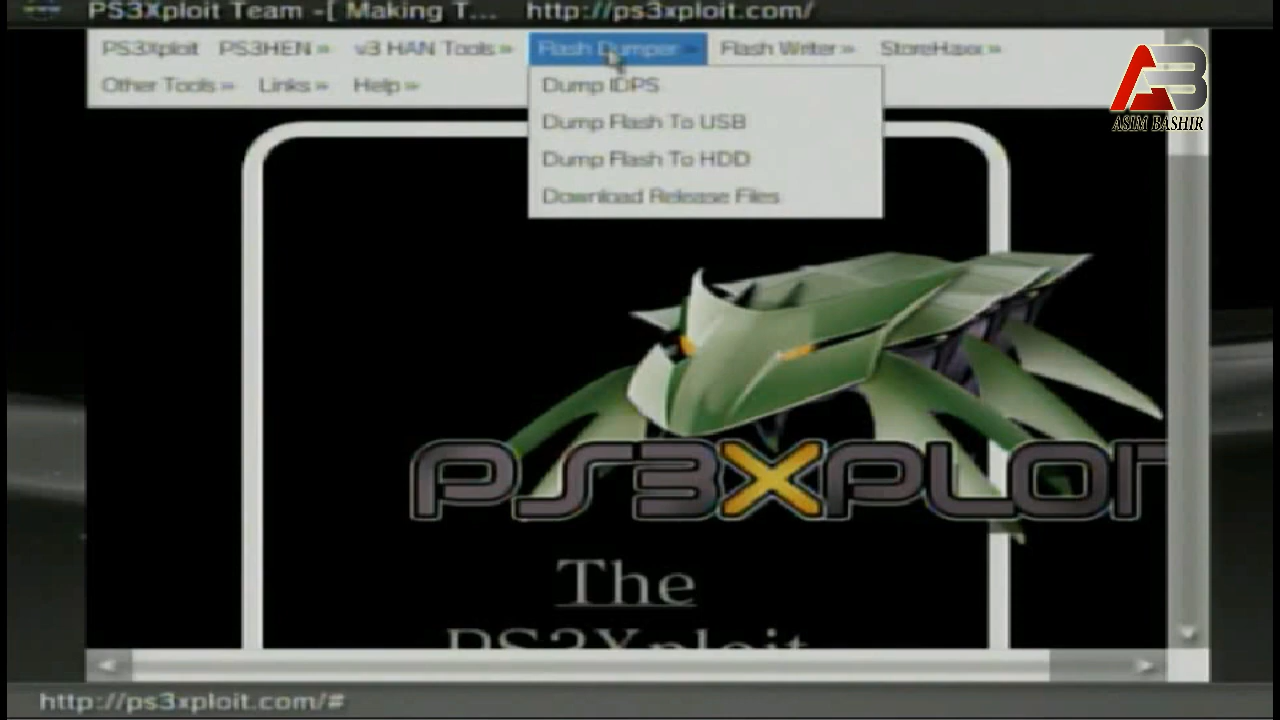 PS3Xploit Team -[ Making T... http://ps3xploit.com/
PS3Xploit PS3HEN» v3 HAN Tools» Flash Dumper» Flash Writer» StoreHaxx»
Other Tools» Links» Help»
Dump IDPS
Dump Flash To USB
Dump Flash To HDD
Download Release Files
AB
ASIM BASHIR
PS3XPLOIT
The
PS3Xploit
http://ps3xploit.com/#